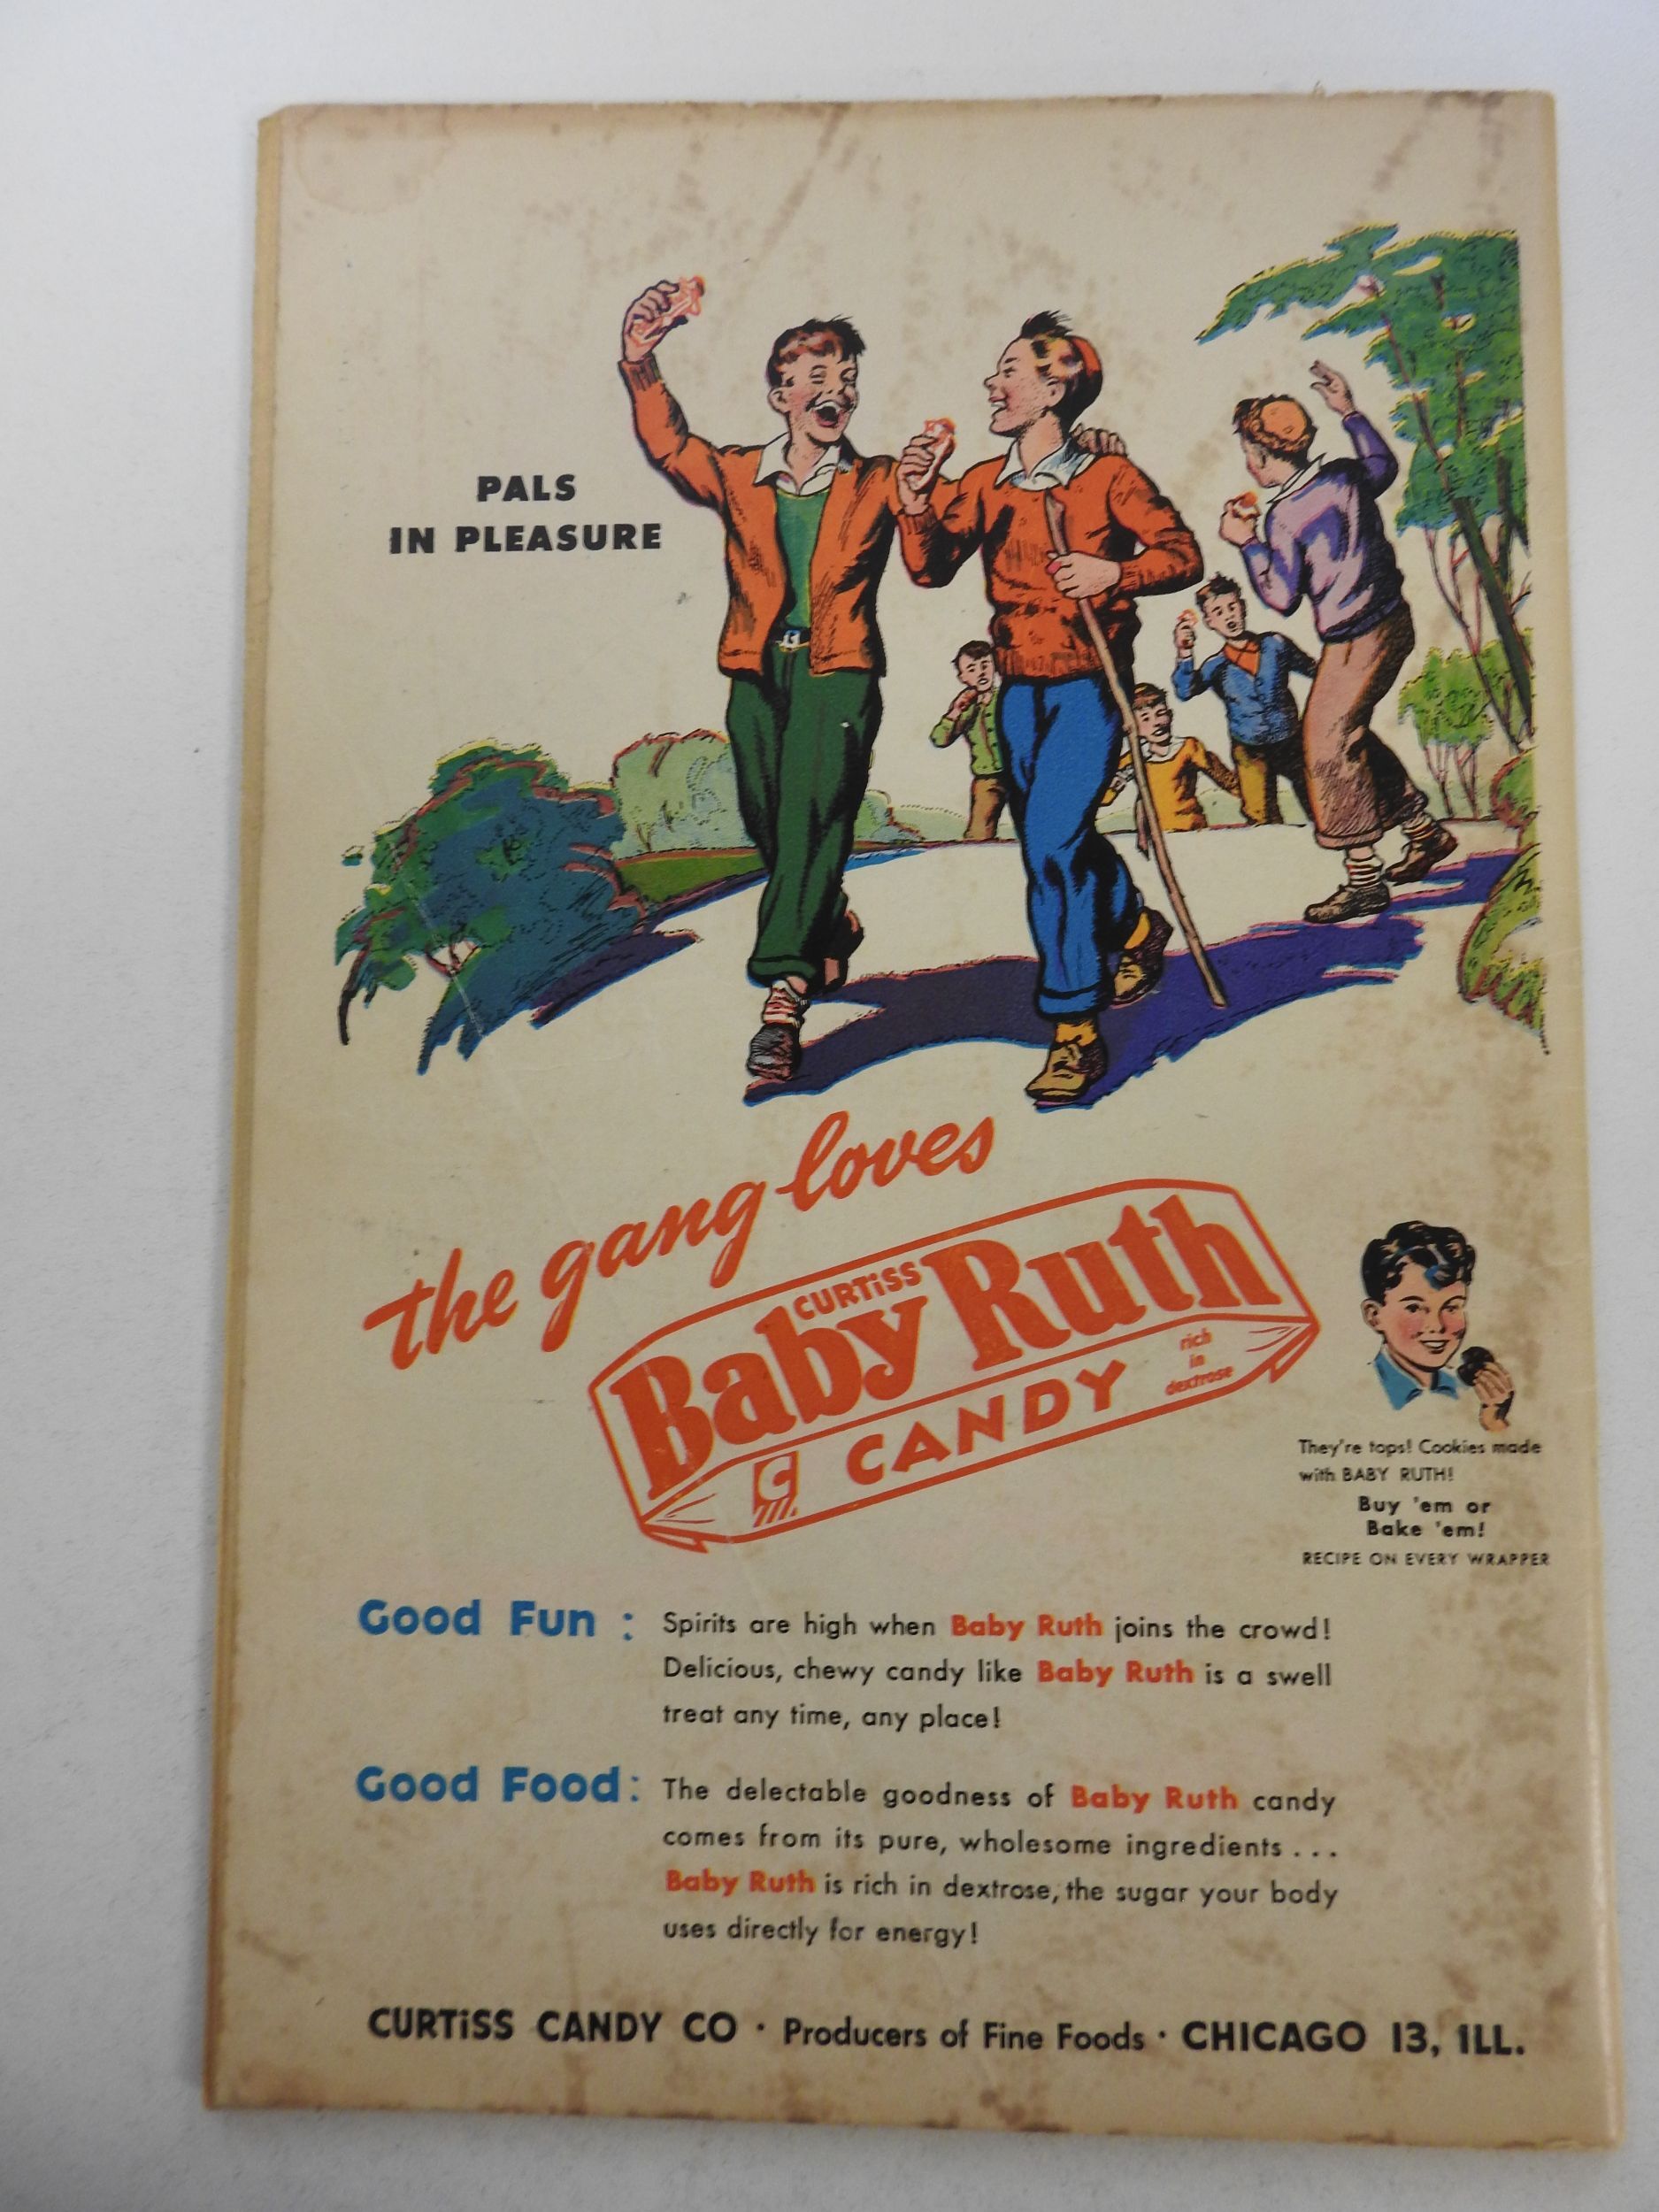 PALS
IN PLEASURE
the gang loves
CURTiSS
Baby Ruth
CANDY
rich
in
dextrose
C
They're tops! Cookies made
with BABY RUTH!
Buy 'em or
Bake 'em!
RECIPE ON EVERY WRAPPER
Good Fun : Spirits are high when Baby Ruth joins the crowd!
Delicious, chewy candy like Baby Ruth is a swell
treat any time, any place!
Good Food: The delectable goodness of Baby Ruth candy
comes from its pure, wholesome ingredients . . .
Baby Ruth is rich in dextrose, the sugar your body
uses directly for energy!
CURTiSS CANDY CO · Producers of Fine Foods · CHICAGO 13, ILL.